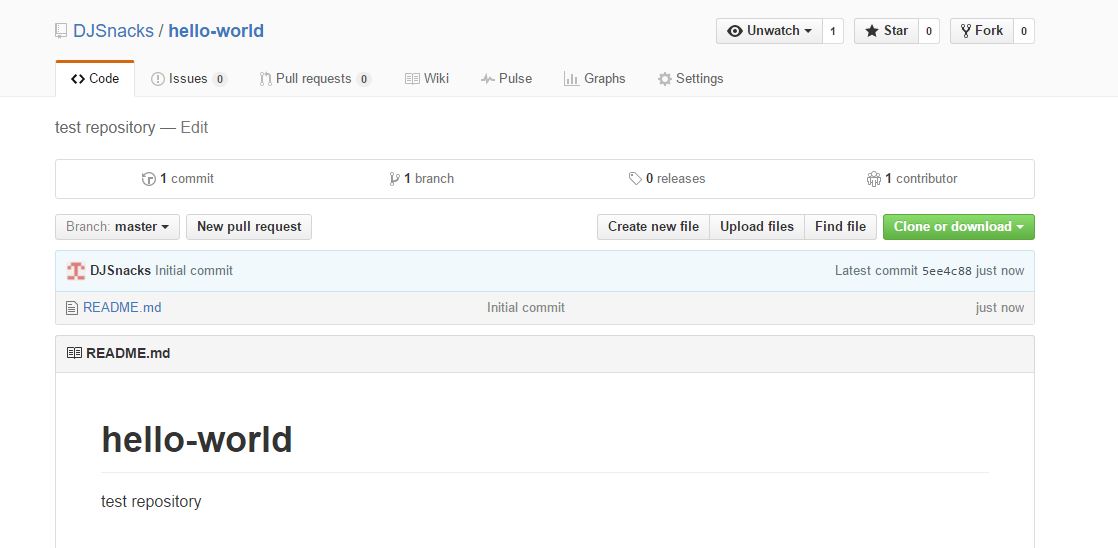 DJSnacks / hello-world Unwatch 1 Star 0 Fork 0
Code Issues 0 Pull requests 0 Wiki Pulse Graphs Settings
test repository — Edit
1 commit 1 branch 0 releases 1 contributor
Branch: master New pull request Create new file Upload files Find file Clone or download
DJSnacks Initial commit Latest commit 5ee4c88 just now
README.md Initial commit just now
README.md
hello-world
test repository